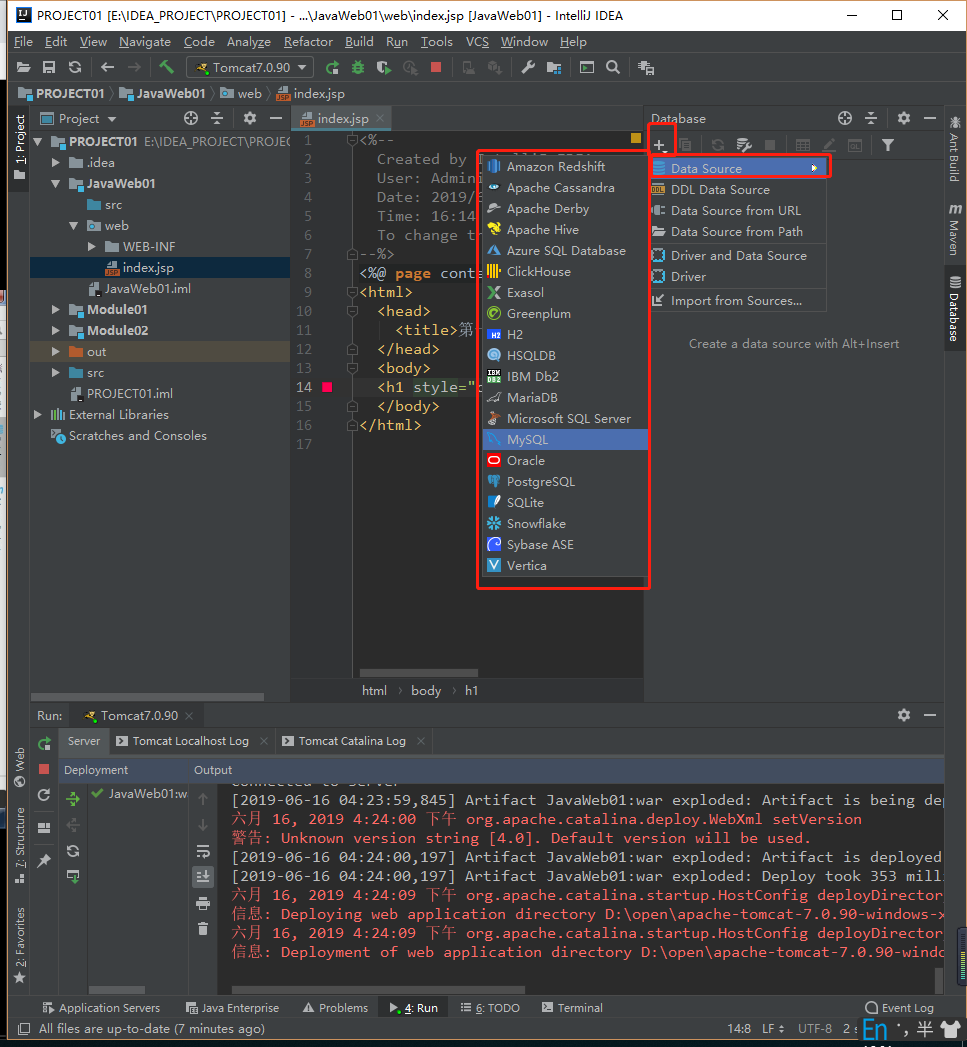 PROJECT01 [E:\IDEA_PROJECT\PROJECT01] - ...\JavaWeb01\web\index.jsp [JavaWeb01] - IntelliJ IDEA
File Edit View Navigate Code Analyze Refactor Build Run Tools VCS Window Help
Tomcat7.0.90
PROJECT01 JavaWeb01 web index.jsp
1: Project
Project
PROJECT01 E:\IDEA_PROJECT\PROJEC
.idea
JavaWeb01
src
web
WEB-INF
index.jsp
JavaWeb01.iml
Module01
Module02
out
src
PROJECT01.iml
External Libraries
Scratches and Consoles
index.jsp
1 <%--
2 Created by
3 User: Admini
4 Date: 2019/
5 Time: 16:14
6 To change t
7 --%>
8 <%@ page conte
9 <html>
10 <head>
11 <title>第
12 </head>
13 <body>
14 <h1 style="
15 </body>
16 </html>
17
html › body › h1
Amazon Redshift
Apache Cassandra
Apache Derby
Apache Hive
Azure SQL Database
ClickHouse
Exasol
Greenplum
H2
HSQLDB
IBM Db2
MariaDB
Microsoft SQL Server
MySQL
Oracle
PostgreSQL
SQLite
Snowflake
Sybase ASE
Vertica
Database
Data Source
DDL Data Source
Data Source from URL
Data Source from Path
Driver and Data Source
Driver
Import from Sources...
Create a data source with Alt+Insert
Ant Build
Maven
Database
Run: Tomcat7.0.90
Server Tomcat Localhost Log Tomcat Catalina Log
Deployment Output
JavaWeb01:w
Connected to server
[2019-06-16 04:23:59,845] Artifact JavaWeb01:war exploded: Artifact is being dep
六月 16, 2019 4:24:00 下午 org.apache.catalina.deploy.WebXml setVersion
警告: Unknown version string [4.0]. Default version will be used.
[2019-06-16 04:24:00,197] Artifact JavaWeb01:war exploded: Artifact is deployed
[2019-06-16 04:24:00,197] Artifact JavaWeb01:war exploded: Deploy took 353 milli
六月 16, 2019 4:24:09 下午 org.apache.catalina.startup.HostConfig deployDirector
信息: Deploying web application directory D:\open\apache-tomcat-7.0.90-windows-x
六月 16, 2019 4:24:09 下午 org.apache.catalina.startup.HostConfig deployDirector
信息: Deployment of web application directory D:\open\apache-tomcat-7.0.90-windo
Web
7: Structure
2: Favorites
Application Servers Java Enterprise Problems 4: Run 6: TODO Terminal Event Log
All files are up-to-date (7 minutes ago) 14:8 LF UTF-8 2 s
En ’, 半